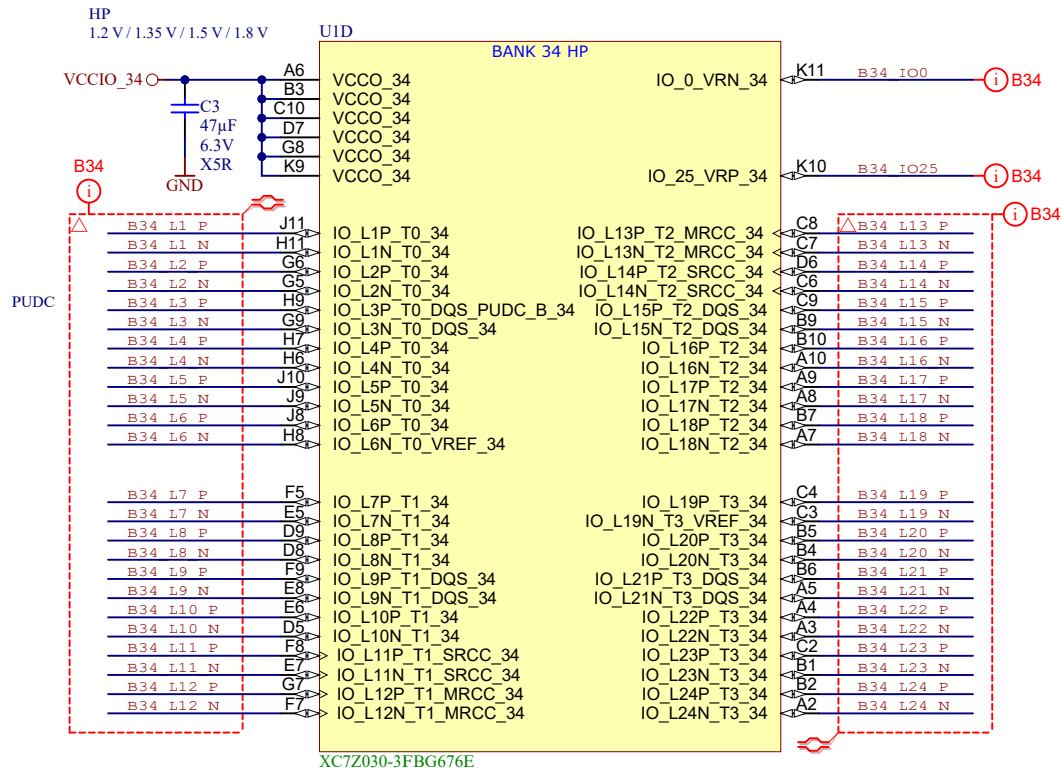 HP
1.2 V / 1.35 V / 1.5 V / 1.8 V
U1D
BANK 34 HP
VCCIO_34
A6 VCCO_34
B3 VCCO_34
C10 VCCO_34
D7 VCCO_34
G8 VCCO_34
K9 VCCO_34
C3
47µF
6.3V
X5R
GND
IO_0_VRN_34 K11 B34_IO0 i B34
IO_25_VRP_34 K10 B34_IO25 i B34
B34
i
i B34
PUDC
B34_L1_P J11 IO_L1P_T0_34
B34_L1_N H11 IO_L1N_T0_34
B34_L2_P G6 IO_L2P_T0_34
B34_L2_N G5 IO_L2N_T0_34
B34_L3_P H9 IO_L3P_T0_DQS_PUDC_B_34
B34_L3_N G9 IO_L3N_T0_DQS_34
B34_L4_P H7 IO_L4P_T0_34
B34_L4_N H6 IO_L4N_T0_34
B34_L5_P J10 IO_L5P_T0_34
B34_L5_N J9 IO_L5N_T0_34
B34_L6_P J8 IO_L6P_T0_34
B34_L6_N H8 IO_L6N_T0_VREF_34
B34_L7_P F5 IO_L7P_T1_34
B34_L7_N E5 IO_L7N_T1_34
B34_L8_P D9 IO_L8P_T1_34
B34_L8_N D8 IO_L8N_T1_34
B34_L9_P F9 IO_L9P_T1_DQS_34
B34_L9_N E8 IO_L9N_T1_DQS_34
B34_L10_P E6 IO_L10P_T1_34
B34_L10_N D5 IO_L10N_T1_34
B34_L11_P F8 IO_L11P_T1_SRCC_34
B34_L11_N E7 IO_L11N_T1_SRCC_34
B34_L12_P G7 IO_L12P_T1_MRCC_34
B34_L12_N F7 IO_L12N_T1_MRCC_34
IO_L13P_T2_MRCC_34 C8 B34_L13_P
IO_L13N_T2_MRCC_34 C7 B34_L13_N
IO_L14P_T2_SRCC_34 D6 B34_L14_P
IO_L14N_T2_SRCC_34 C6 B34_L14_N
IO_L15P_T2_DQS_34 C9 B34_L15_P
IO_L15N_T2_DQS_34 B9 B34_L15_N
IO_L16P_T2_34 B10 B34_L16_P
IO_L16N_T2_34 A10 B34_L16_N
IO_L17P_T2_34 A9 B34_L17_P
IO_L17N_T2_34 A8 B34_L17_N
IO_L18P_T2_34 B7 B34_L18_P
IO_L18N_T2_34 A7 B34_L18_N
IO_L19P_T3_34 C4 B34_L19_P
IO_L19N_T3_VREF_34 C3 B34_L19_N
IO_L20P_T3_34 B5 B34_L20_P
IO_L20N_T3_34 B4 B34_L20_N
IO_L21P_T3_DQS_34 B6 B34_L21_P
IO_L21N_T3_DQS_34 A5 B34_L21_N
IO_L22P_T3_34 A4 B34_L22_P
IO_L22N_T3_34 A3 B34_L22_N
IO_L23P_T3_34 C2 B34_L23_P
IO_L23N_T3_34 B1 B34_L23_N
IO_L24P_T3_34 B2 B34_L24_P
IO_L24N_T3_34 A2 B34_L24_N
XC7Z030-3FBG676E